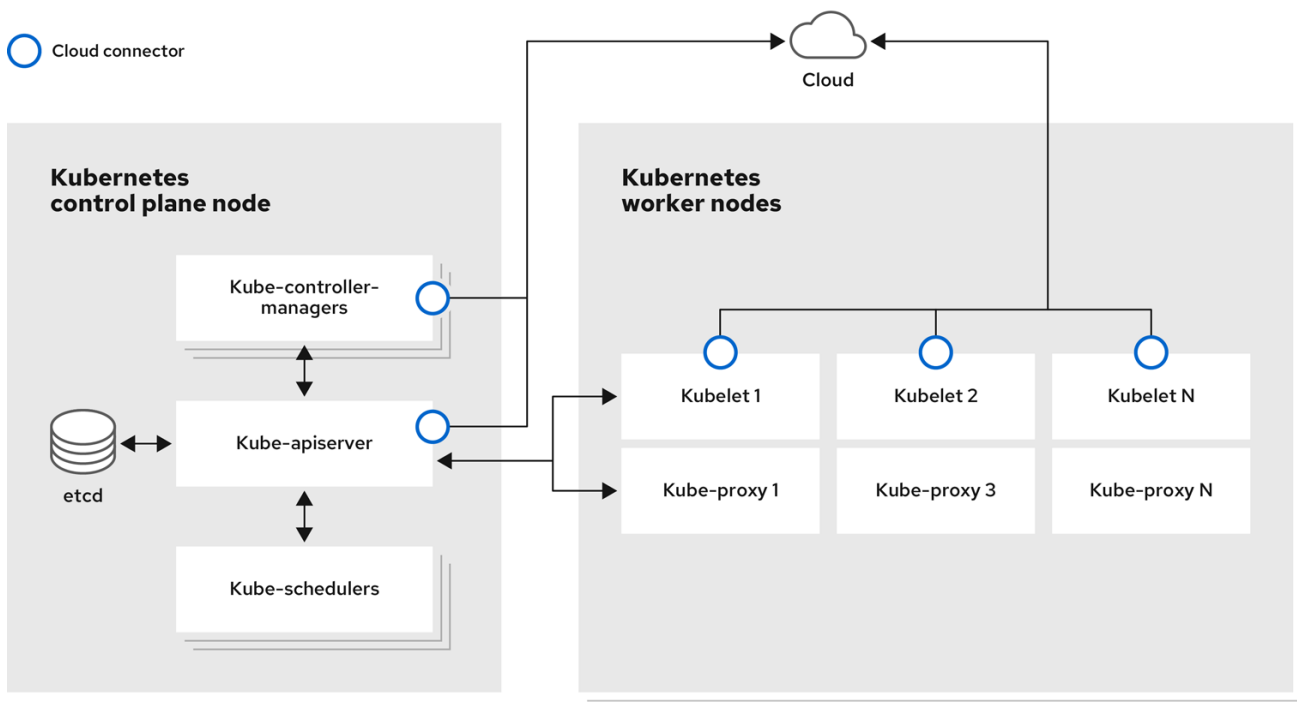 Cloud connector
Cloud
Kubernetes
control plane node
Kube-controller-
managers
Kube-apiserver
etcd
Kube-schedulers
Kubernetes
worker nodes
Kubelet 1
Kubelet 2
Kubelet N
Kube-proxy 1
Kube-proxy 3
Kube-proxy N